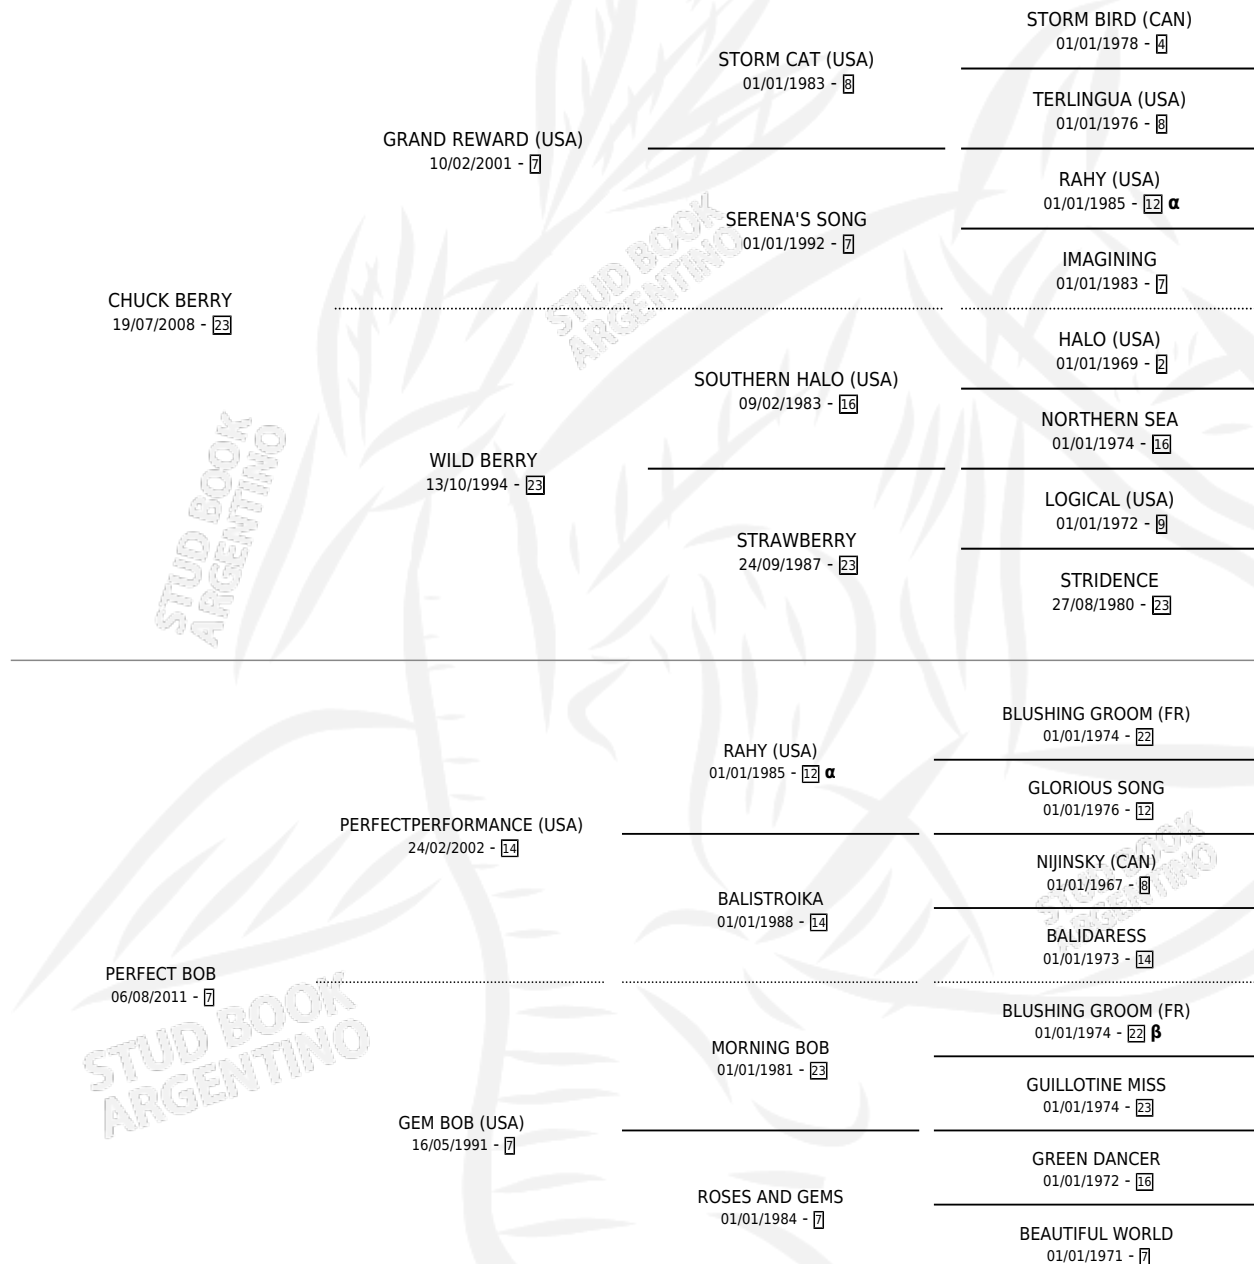 STORM BIRD (CAN)
01/01/1978 - 4
STORM CAT (USA)
01/01/1983 - 8
TERLINGUA (USA)
01/01/1976 - 8
GRAND REWARD (USA)
10/02/2001 - 7
RAHY (USA)
01/01/1985 - 12 α
SERENA'S SONG
01/01/1992 - 7
IMAGINING
01/01/1983 - 7
CHUCK BERRY
19/07/2008 - 23
HALO (USA)
01/01/1969 - 2
SOUTHERN HALO (USA)
09/02/1983 - 16
NORTHERN SEA
01/01/1974 - 16
WILD BERRY
13/10/1994 - 23
LOGICAL (USA)
01/01/1972 - 9
STRAWBERRY
24/09/1987 - 23
STRIDENCE
27/08/1980 - 23
BLUSHING GROOM (FR)
01/01/1974 - 22
RAHY (USA)
01/01/1985 - 12 α
GLORIOUS SONG
01/01/1976 - 12
PERFECTPERFORMANCE (USA)
24/02/2002 - 14
NIJINSKY (CAN)
01/01/1967 - 8
BALISTROIKA
01/01/1988 - 14
BALIDARESS
01/01/1973 - 14
PERFECT BOB
06/08/2011 - 7
BLUSHING GROOM (FR)
01/01/1974 - 22 β
MORNING BOB
01/01/1981 - 23
GUILLOTINE MISS
01/01/1974 - 23
GEM BOB (USA)
16/05/1991 - 7
GREEN DANCER
01/01/1972 - 16
ROSES AND GEMS
01/01/1984 - 7
BEAUTIFUL WORLD
01/01/1971 - 7
STUD BOOK
ARGENTINO
STUD BOOK
ARGENTINO
STUD BOOK
ARGENTINO
STUD BOOK
ARGENTINO